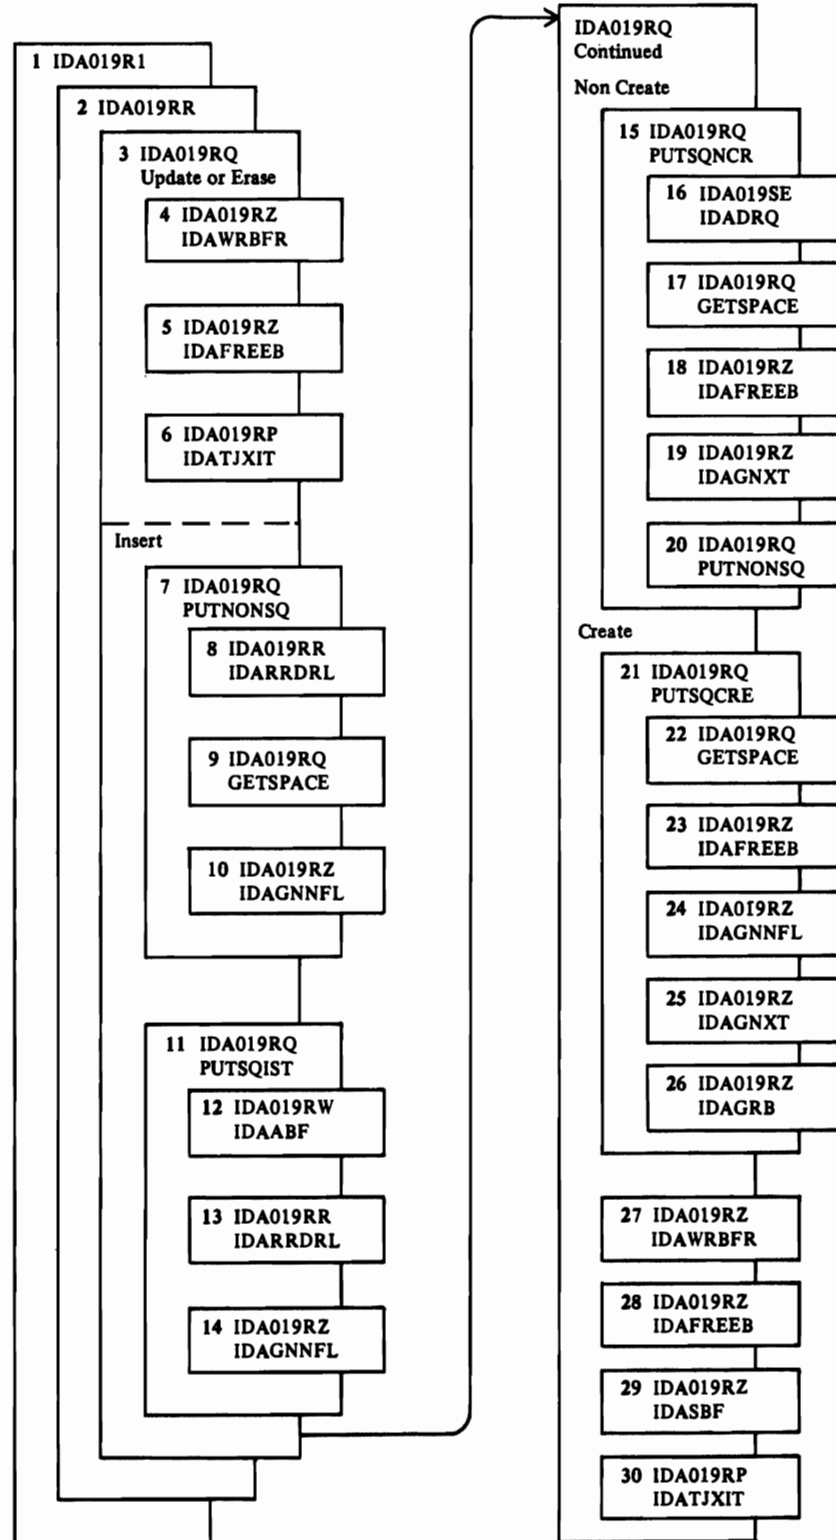 1 IDA019R1
2 IDA019RR
3 IDA019RQ
Update or Erase
4 IDA019RZ
IDAWRBFR
5 IDA019RZ
IDAFREEB
6 IDA019RP
IDATJXIT
Insert
7 IDA019RQ
PUTNONSQ
8 IDA019RR
IDARRDRL
9 IDA019RQ
GETSPACE
10 IDA019RZ
IDAGNNFL
11 IDA019RQ
PUTSQIST
12 IDA019RW
IDAABF
13 IDA019RR
IDARRDRL
14 IDA019RZ
IDAGNNFL
IDA019RQ
Continued
Non Create
15 IDA019RQ
PUTSQNCR
16 IDA019SE
IDADRQ
17 IDA019RQ
GETSPACE
18 IDA019RZ
IDAFREEB
19 IDA019RZ
IDAGNXT
20 IDA019RQ
PUTNONSQ
Create
21 IDA019RQ
PUTSQCRE
22 IDA019RQ
GETSPACE
23 IDA019RZ
IDAFREEB
24 IDA019RZ
IDAGNNFL
25 IDA019RZ
IDAGNXT
26 IDA019RZ
IDAGRB
27 IDA019RZ
IDAWRBFR
28 IDA019RZ
IDAFREEB
29 IDA019RZ
IDASBF
30 IDA019RP
IDATJXIT